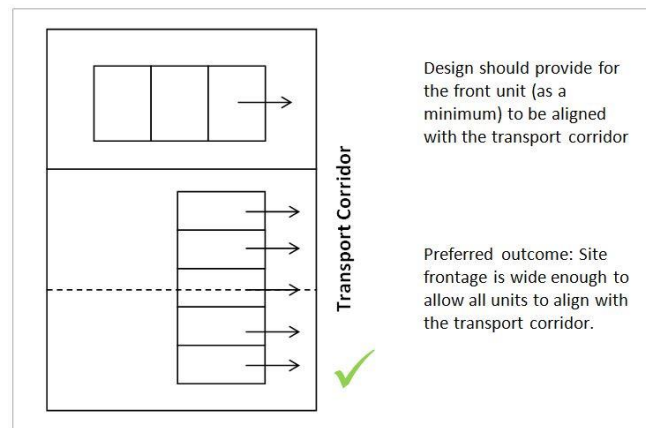 Design should provide for
the front unit (as a
minimum) to be aligned
with the transport corridor
Transport Corridor
Preferred outcome: Site
frontage is wide enough to
allow all units to align with
the transport corridor.